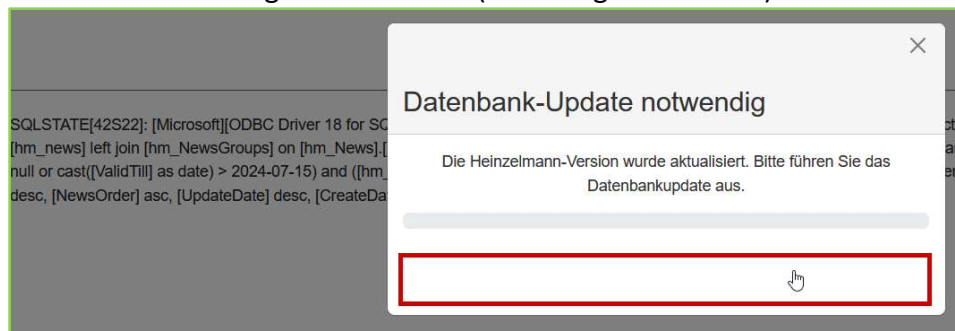 Datenbank-Update notwendig
SQLSTATE[42S22]: [Microsoft][ODBC Driver 18 for
[hm_news] left join [hm_NewsGroups] on [hm_News].[
null or cast([ValidTill] as date) > 2024-07-15) and ([hm_
desc, [NewsOrder] asc, [UpdateDate] desc,
Die Heinzelmann-Version wurde aktualisiert. Bitte führen Sie das
Datenbankupdate aus.